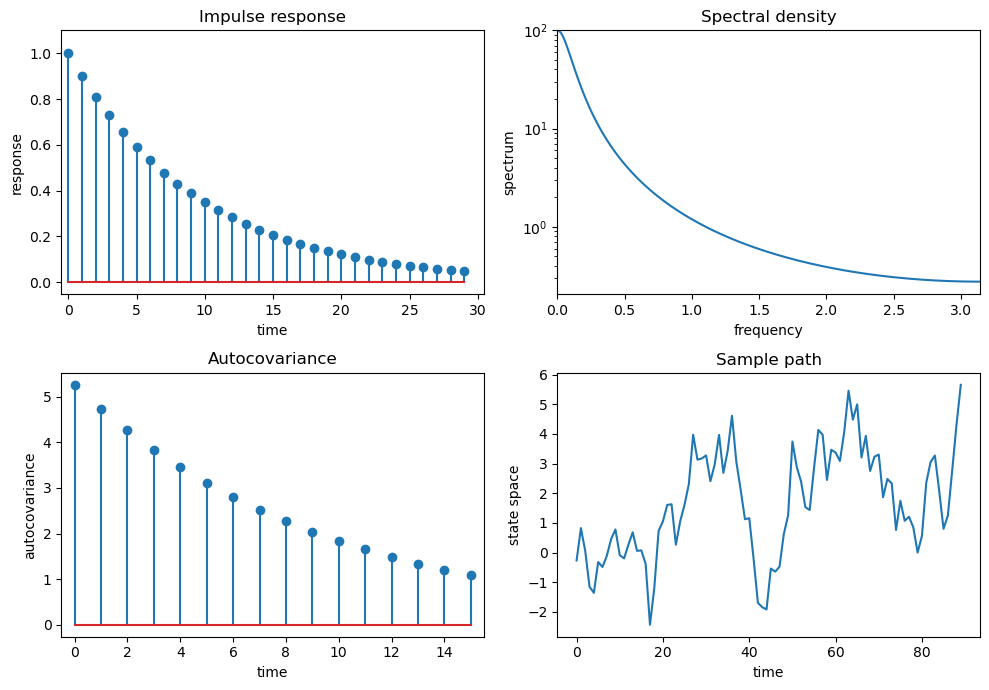 Impulse response
1.0
0.8
0.6
0.4
0.2
0.0
response
0 5 10 15 20 25 30
time
Spectral density
10²
10¹
10⁰
spectrum
0.0 0.5 1.0 1.5 2.0 2.5 3.0
frequency
Autocovariance
5
4
3
2
1
0
autocovariance
0 2 4 6 8 10 12 14
time
Sample path
6
5
4
3
2
1
0
−1
−2
state space
0 20 40 60 80
time